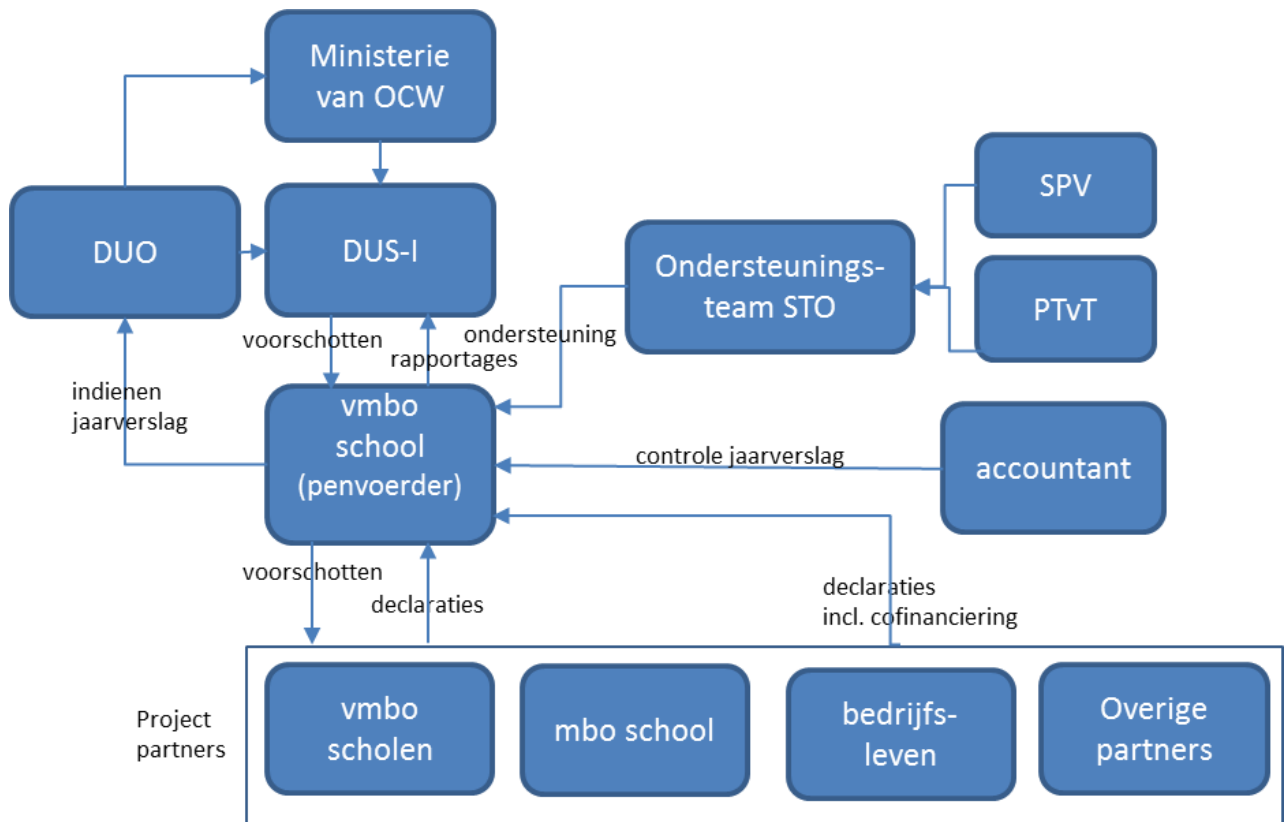 Ministerie
van OCW
SPV
DUO
DUS-I
Ondersteunings-
team STO
PTvT
voorschotten
ondersteuning
rapportages
indienen
jaarverslag
vmbo
school
(penvoerder)
controle jaarverslag
accountant
voorschotten
declaraties
declaraties
incl. cofinanciering
Project
partners
vmbo
scholen
mbo school
bedrijfs-
leven
Overige
partners